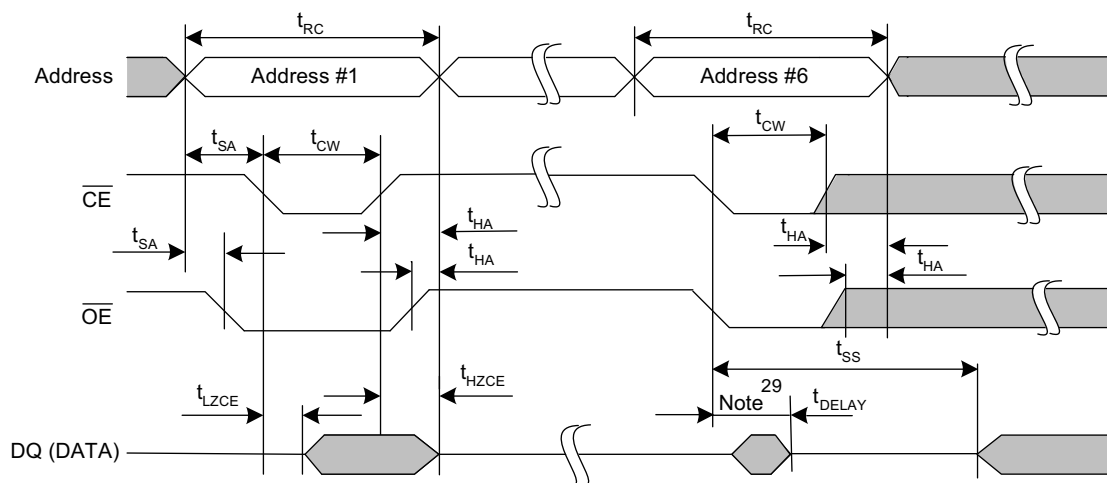 tRC tRC
Address Address #1 Address #6
tSA tCW tCW
CE
tHA tHA
tSA tHA tHA
OE
tSS
tLZCE tHZCE Note 29 tDELAY
DQ (DATA)